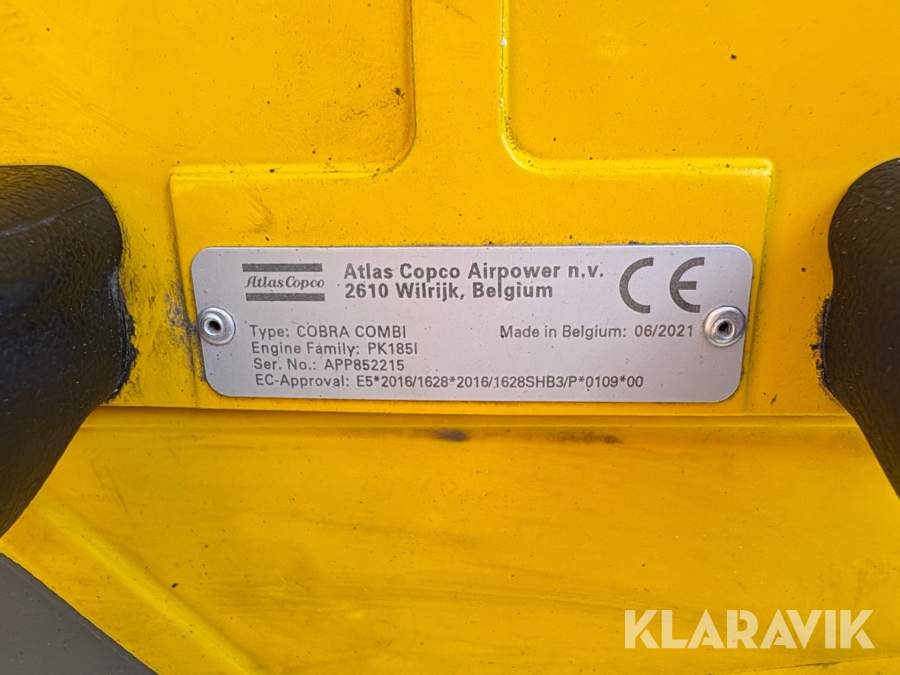 Atlas Copco
Atlas Copco Airpower n.v.
2610 Wilrijk, Belgium
CE
Type: COBRA COMBI
Made in Belgium: 06/2021
Engine Family: PK185I
Ser. No.: APP852215
EC-Approval: E5*2016/1628*2016/1628SHB3/P*0109*00
KLARAVIK